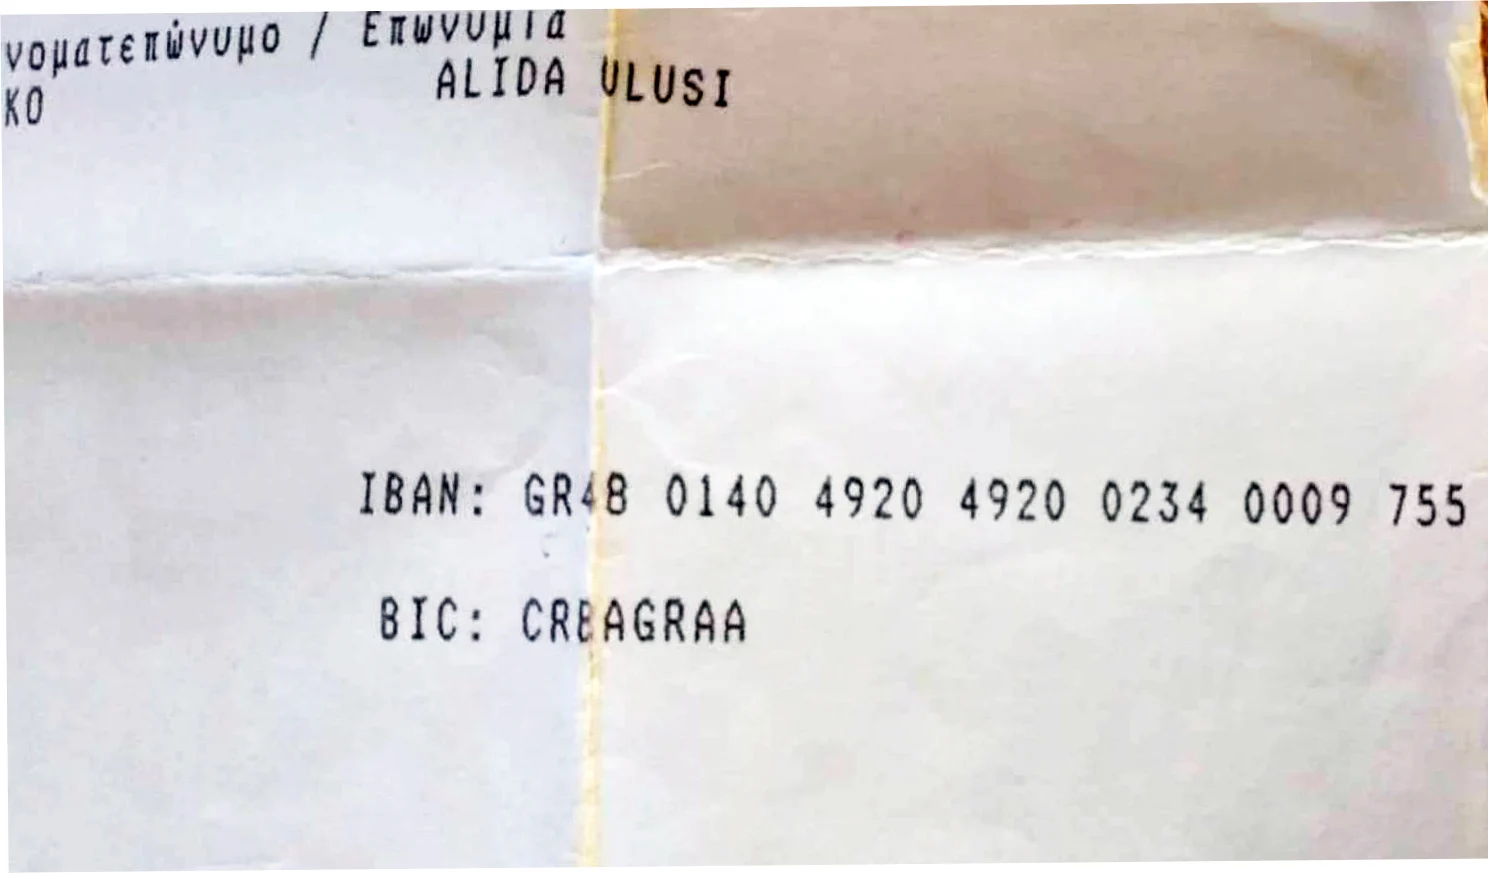 νοματεπώνυμο / Επωνυμία
ΚΟ ALIDA ULUSI
IBAN: GR48 0140 4920 4920 0234 0009 755
BIC: CRBAGRAA